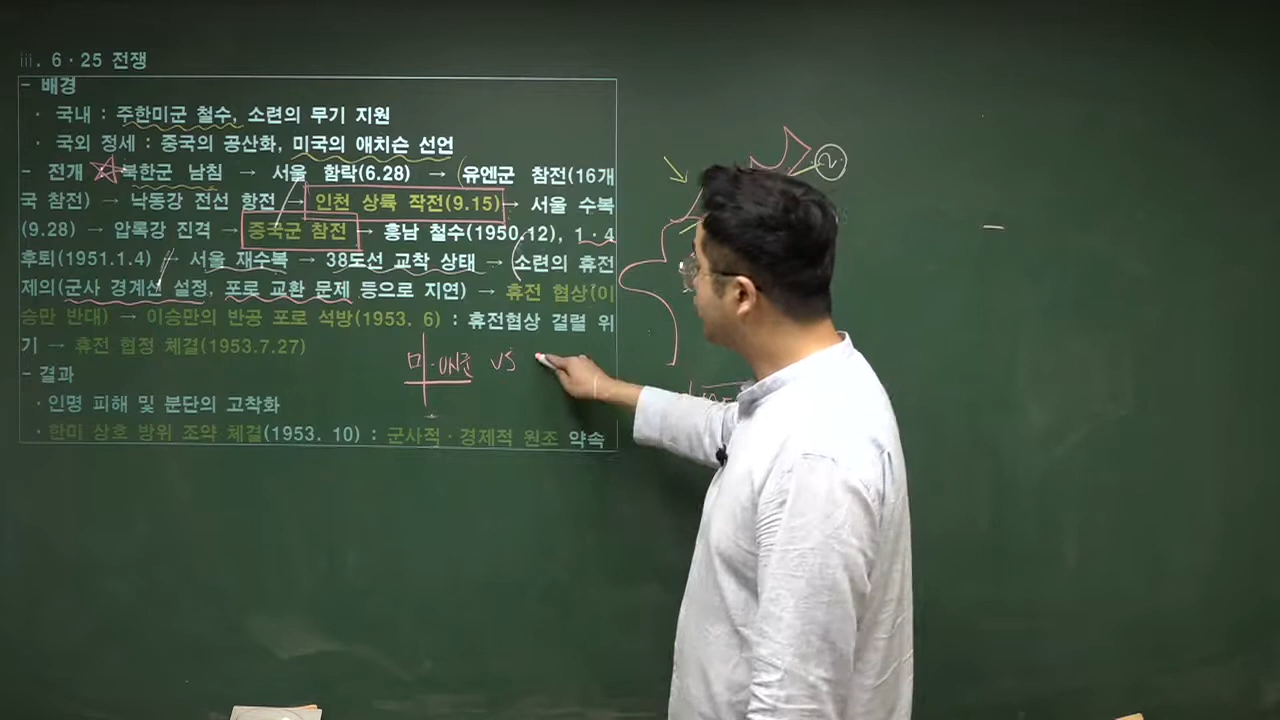 ⅲ. 6·25 전쟁
- 배경
· 국내 : 주한미군 철수, 소련의 무기 지원
· 국외 정세 : 중국의 공산화, 미국의 애치슨 선언
- 전개 : 북한군 남침 → 서울 함락(6.28) → (유엔군 참전(16개
국 참전) → 낙동강 전선 항전 → 인천 상륙 작전(9.15) → 서울 수복
(9.28) → 압록강 진격 → 중국군 참전 → 흥남 철수(1950.12), 1·4
후퇴(1951.1.4) → 서울 재수복 → 38도선 교착 상태 → 소련의 휴전
제의(군사 경계선 설정, 포로 교환 문제 등으로 지연) → 휴전 협상(이
승만 반대) → 이승만의 반공 포로 석방(1953. 6) : 휴전협상 결렬 위
기 → 휴전 협정 체결(1953.7.27)
미·UN군 VS
- 결과
· 인명 피해 및 분단의 고착화
· 한미 상호 방위 조약 체결(1953. 10) : 군사적·경제적 원조 약속
②